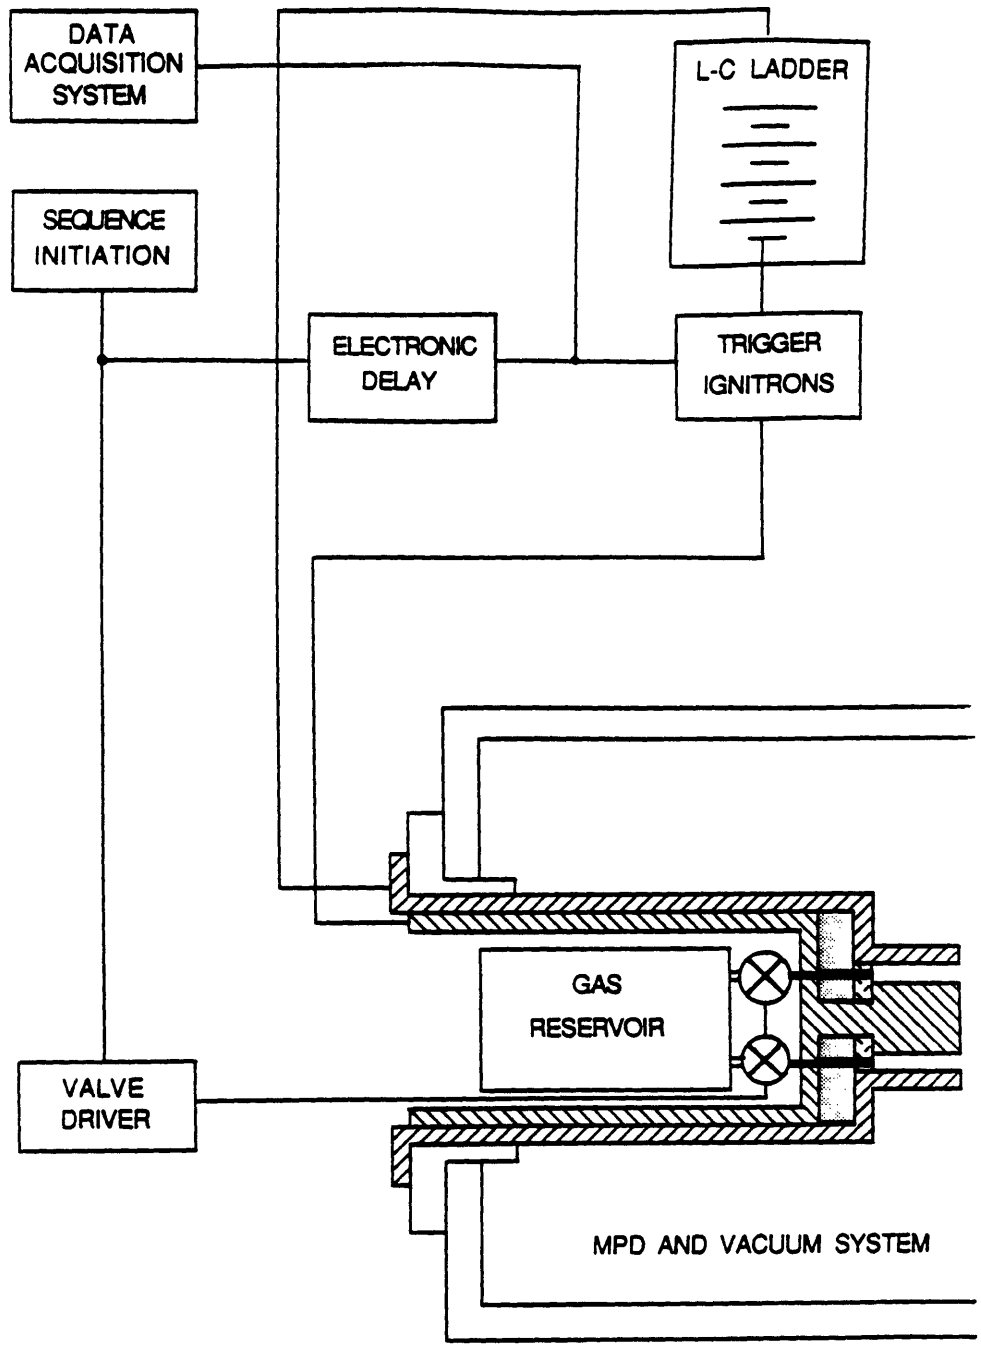 DATA
ACQUISITION
SYSTEM
L-C LADDER
SEQUENCE
INITIATION
ELECTRONIC
DELAY
TRIGGER
IGNITRONS
GAS
RESERVOIR
VALVE
DRIVER
MPD AND VACUUM SYSTEM